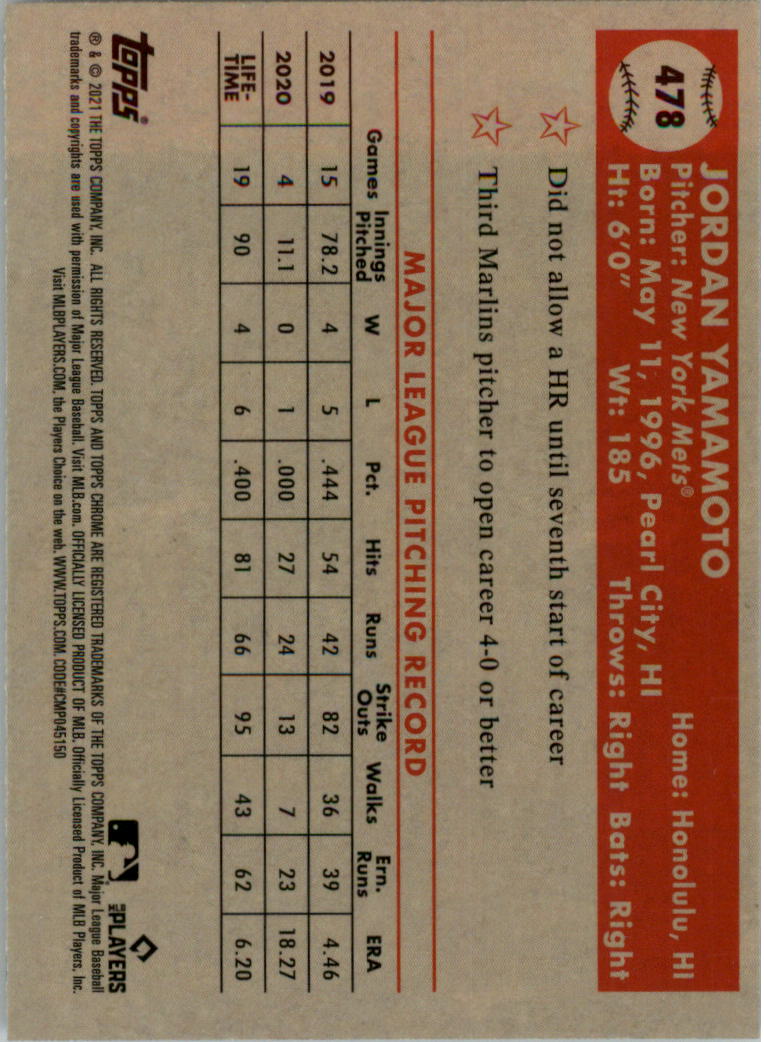 478
JORDAN YAMAMOTO
Pitcher: New York Mets® Home: Honolulu, HI
Born: May 11, 1996, Pearl City, HI
Ht: 6'0" Wt: 185 Throws: Right Bats: Right
Did not allow a HR until seventh start of career
Third Marlins pitcher to open career 4-0 or better
MAJOR LEAGUE PITCHING RECORD
Games Innings Pitched W L Pct. Hits Runs Strike Outs Walks Ern. Runs ERA
2019 15 78.2 4 5 .444 54 42 82 36 39 4.46
2020 4 11.1 0 1 .000 27 24 13 7 23 18.27
LIFE-TIME 19 90 4 6 .400 81 66 95 43 62 6.20
topps®
MLB PLAYERS
® & © 2021 THE TOPPS COMPANY, INC. ALL RIGHTS RESERVED. TOPPS AND TOPPS CHROME ARE REGISTERED TRADEMARKS OF THE TOPPS COMPANY, INC. Major League Baseball
trademarks and copyrights are used with permission of Major League Baseball. Visit MLB.com. OFFICIALLY LICENSED PRODUCT OF MLB. Officially Licensed Product of MLB Players, Inc.
Visit MLBPLAYERS.COM, the Players Choice on the web. WWW.TOPPS.COM. CODE#CMP045150